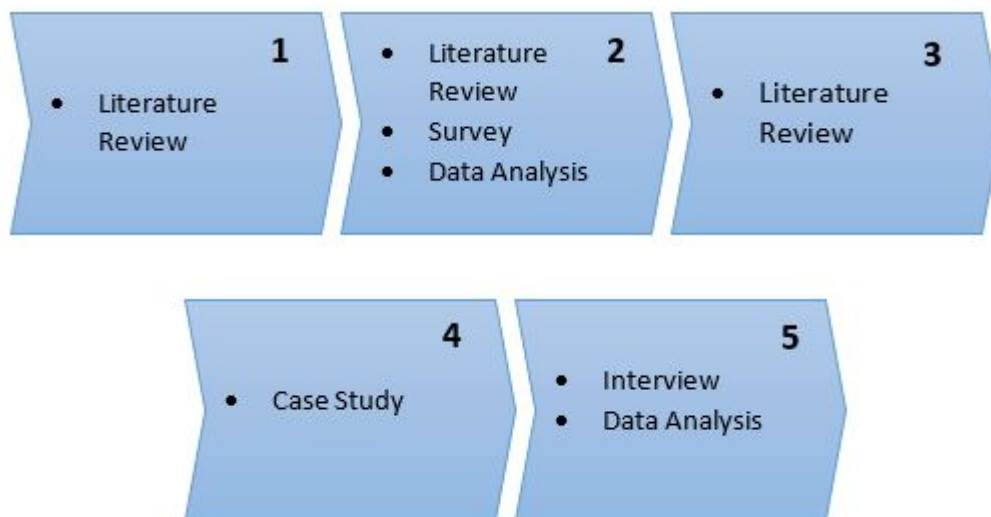 1
• Literature
Review
2
• Literature
Review
• Survey
• Data Analysis
3
• Literature
Review
4
• Case Study
5
• Interview
• Data Analysis